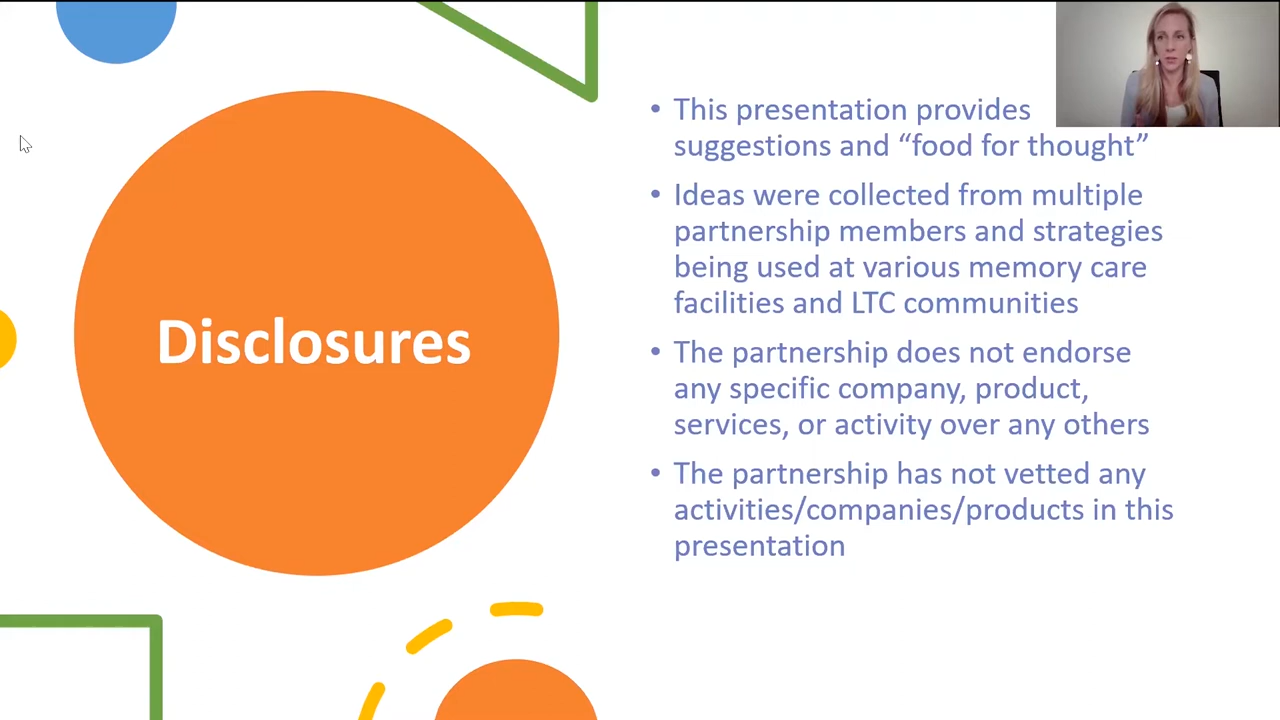 Disclosures
• This presentation provides
suggestions and “food for thought”
• Ideas were collected from multiple
partnership members and strategies
being used at various memory care
facilities and LTC communities
• The partnership does not endorse
any specific company, product,
services, or activity over any others
• The partnership has not vetted any
activities/companies/products in this
presentation